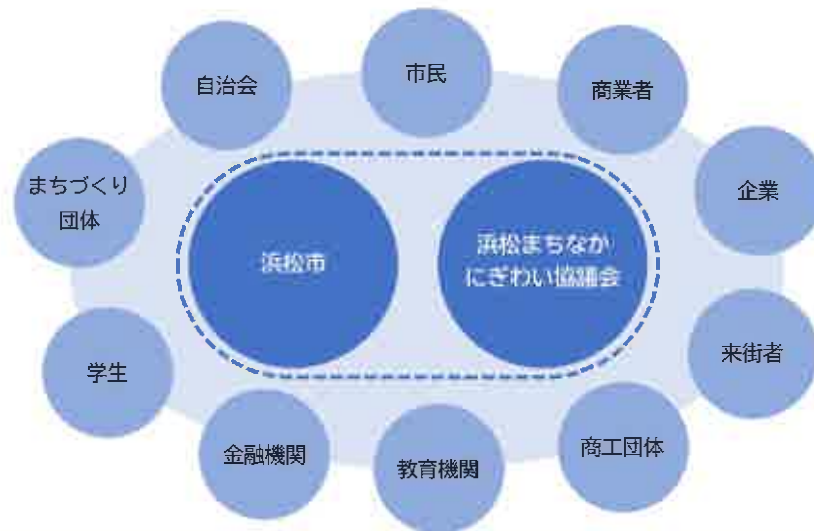 市民
自治会
商業者
まちづくり
団体
企業
浜松市
浜松まちなか
にぎわい協議会
学生
来街者
金融機関
教育機関
商工団体